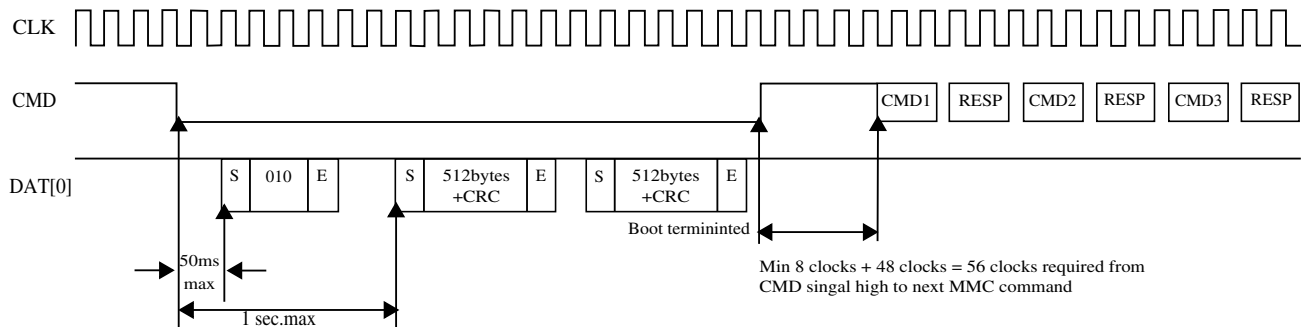 CLK
CMD
CMD1 RESP CMD2 RESP CMD3 RESP
DAT[0]
S 010 E S 512bytes E S 512bytes E
+CRC +CRC
Boot termininted
50ms
max
Min 8 clocks + 48 clocks = 56 clocks required from
CMD singal high to next MMC command
1 sec.max